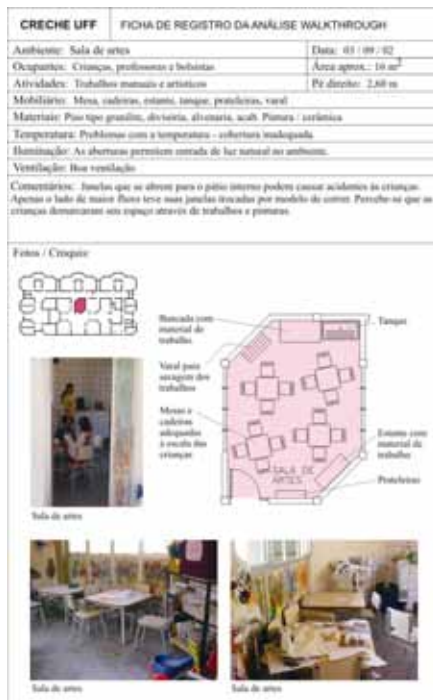 CRECHE UFF
FICHA DE REGISTRO DA ANÁLISE WALKTHROUGH
Ambiente: Sala de artes
Data: 03 / 09 / 02
Ocupantes: Crianças, professoras e bolsistas
Área aprox.: 16 m²
Atividades: Trabalhos manuais e artísticos
Pé direito: 2,60 m
Mobiliário: Mesa, cadeiras, estante, tanque, prateleiras, varal
Materiais: Piso tipo granilite, divisória, alvenaria, acab. Pintura / cerâmica
Temperatura: Problemas com a temperatura - cobertura inadequada
Iluminação: As aberturas permitem entrada de luz natural no ambiente.
Ventilação: Boa ventilação
Comentários: Janelas que se abrem para o pátio interno podem causar acidentes às crianças.
Apenas o lado de maior fluxo teve suas janelas trocadas por modelo de correr. Percebe-se que as
crianças demarcaram seu espaço através de trabalhos e pinturas.
Fotos / Croquis:
Bancada com
material de
trabalho
Tanque
Varal para
secagem dos
trabalhos
Mesas e
cadeiras
adequadas
à escala das
crianças
Estante com
material de
trabalho
Prateleiras
SALA DE
ARTES
Sala de artes
Sala de artes
Sala de artes